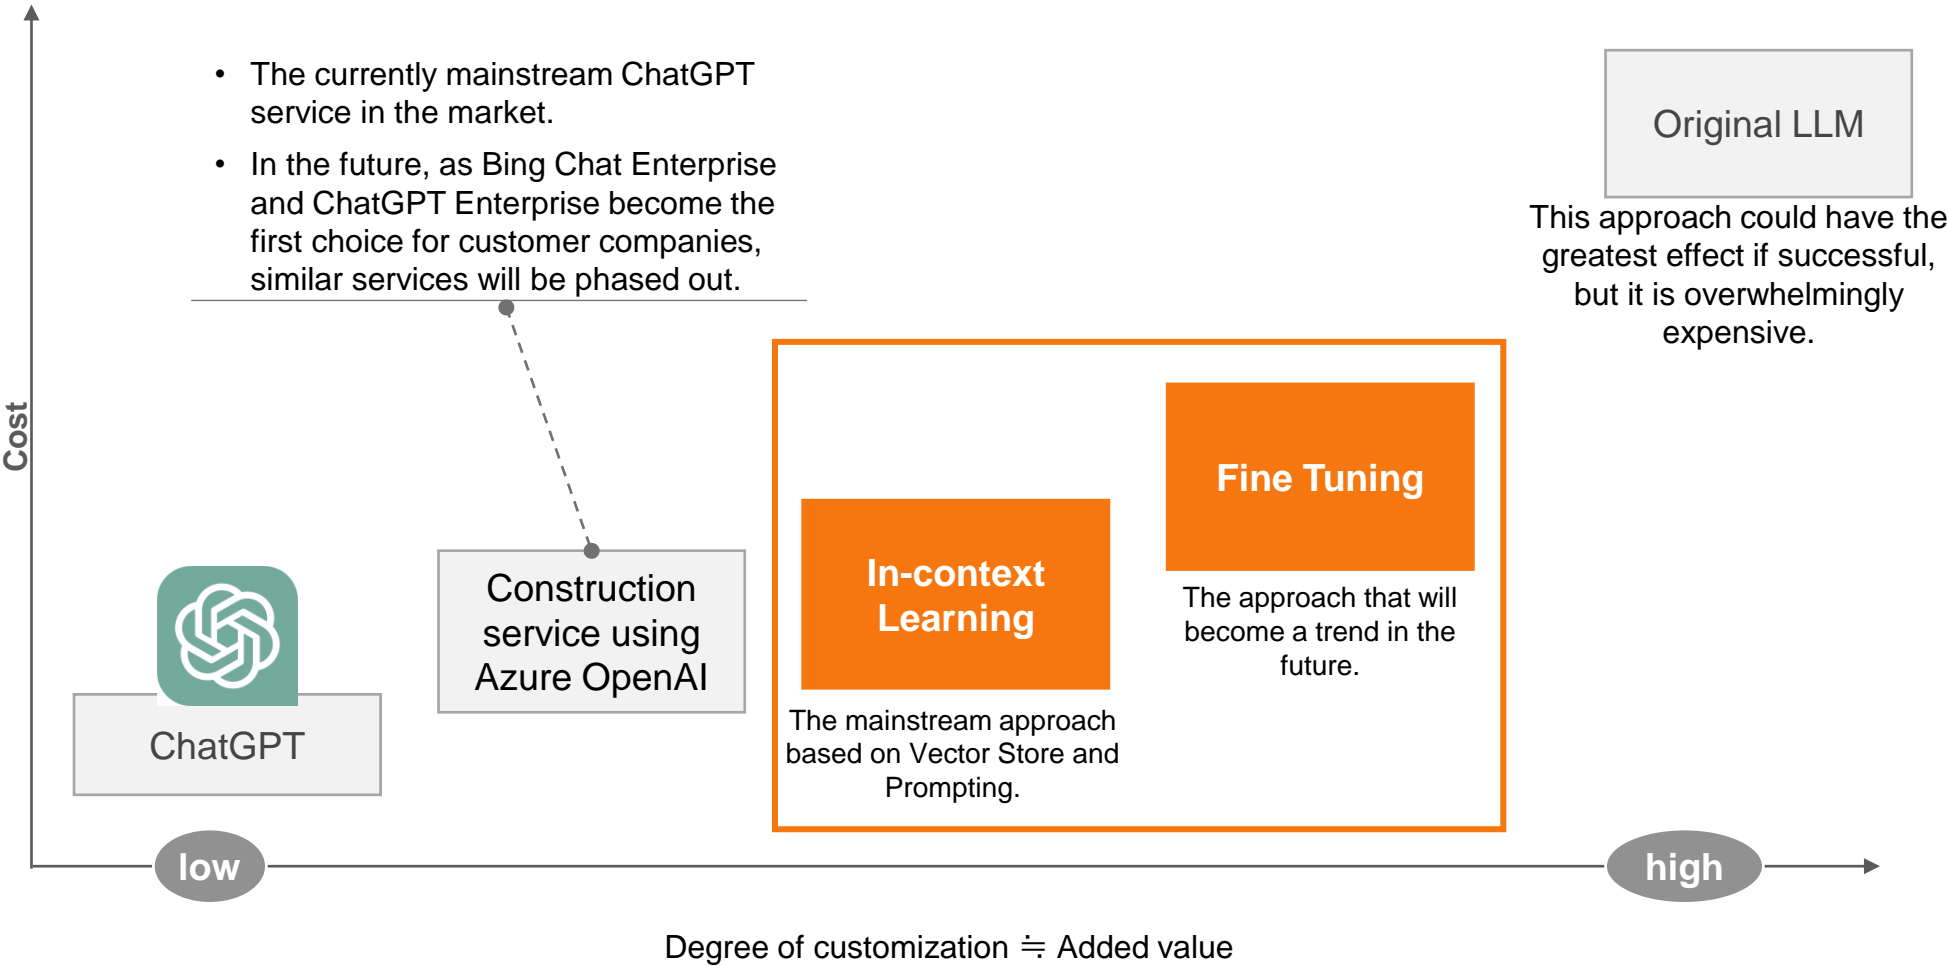 • The currently mainstream ChatGPT
service in the market.
• In the future, as Bing Chat Enterprise
and ChatGPT Enterprise become the
first choice for customer companies,
similar services will be phased out.
Original LLM
This approach could have the
greatest effect if successful,
but it is overwhelmingly
expensive.
Cost
Fine Tuning
The approach that will
become a trend in the
future.
In-context
Learning
The mainstream approach
based on Vector Store and
Prompting.
Construction
service using
Azure OpenAI
ChatGPT
low
high
Degree of customization ≒ Added value